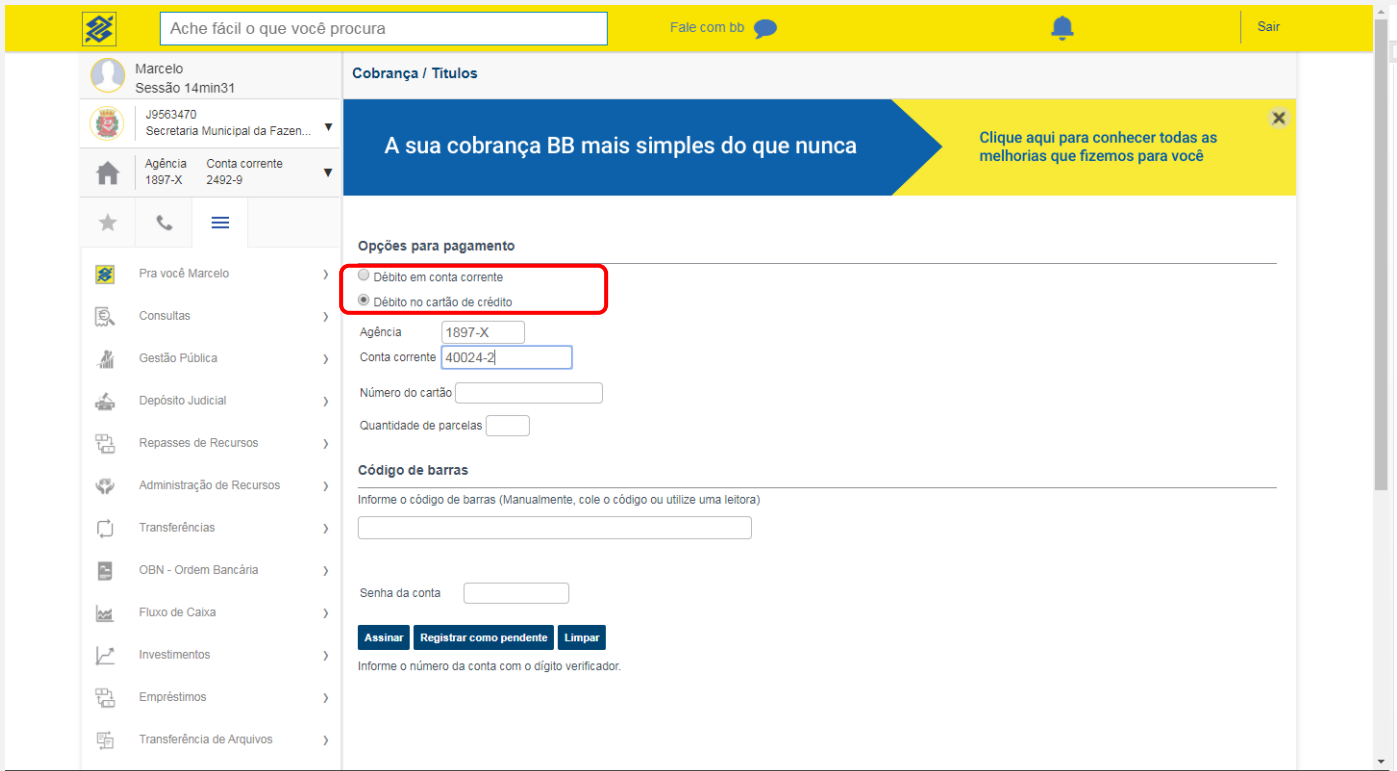 Ache fácil o que você procura
Fale com bb
Sair
Marcelo
Sessão 14min31
J9563470
Secretaria Municipal da Fazen...
Agência Conta corrente
1897-X 2492-9
Pra você Marcelo
Consultas
Gestão Pública
Depósito Judicial
Repasses de Recursos
Administração de Recursos
Transferências
OBN - Ordem Bancária
Fluxo de Caixa
Investimentos
Empréstimos
Transferência de Arquivos
Cobrança / Títulos
A sua cobrança BB mais simples do que nunca
Clique aqui para conhecer todas as
melhorias que fizemos para você
Opções para pagamento
Débito em conta corrente
Débito no cartão de crédito
Agência 1897-X
Conta corrente 40024-2
Número do cartão
Quantidade de parcelas
Código de barras
Informe o código de barras (Manualmente, cole o código ou utilize uma leitora)
Senha da conta
Assinar Registrar como pendente Limpar
Informe o número da conta com o dígito verificador.